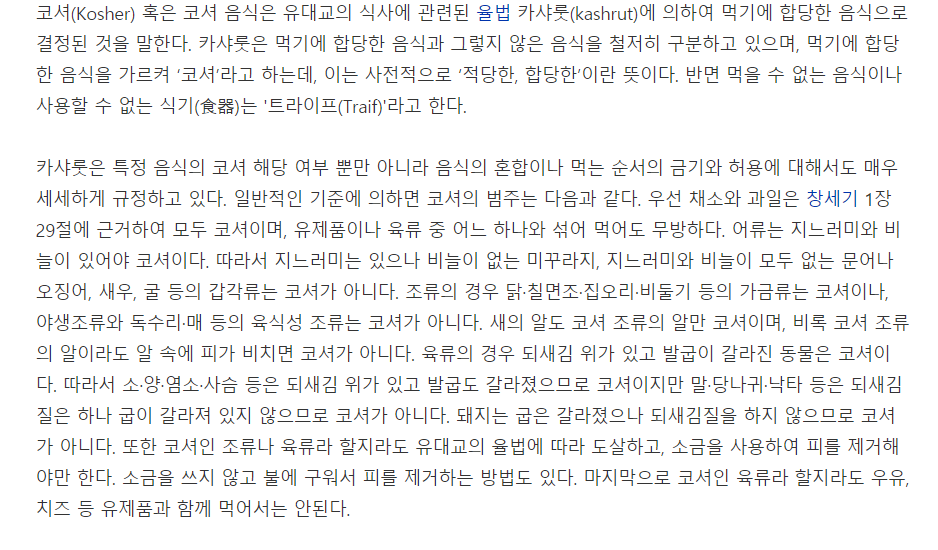 코셔(Kosher) 혹은 코셔 음식은 유대교의 식사에 관련된 율법 카샤룻(kashrut)에 의하여 먹기에 합당한 음식으로
결정된 것을 말한다. 카샤룻은 먹기에 합당한 음식과 그렇지 않은 음식을 철저히 구분하고 있으며, 먹기에 합당
한 음식을 가르켜 ‘코셔’라고 하는데, 이는 사전적으로 ‘적당한, 합당한’이란 뜻이다. 반면 먹을 수 없는 음식이나
사용할 수 없는 식기(食器)는 '트라이프(Traif)'라고 한다.
카샤룻은 특정 음식의 코셔 해당 여부 뿐만 아니라 음식의 혼합이나 먹는 순서의 금기와 허용에 대해서도 매우
세세하게 규정하고 있다. 일반적인 기준에 의하면 코셔의 범주는 다음과 같다. 우선 채소와 과일은 창세기 1장
29절에 근거하여 모두 코셔이며, 유제품이나 육류 중 어느 하나와 섞어 먹어도 무방하다. 어류는 지느러미와 비
늘이 있어야 코셔이다. 따라서 지느러미는 있으나 비늘이 없는 미꾸라지, 지느러미와 비늘이 모두 없는 문어나
오징어, 새우, 굴 등의 갑각류는 코셔가 아니다. 조류의 경우 닭·칠면조·집오리·비둘기 등의 가금류는 코셔이나,
야생조류와 독수리·매 등의 육식성 조류는 코셔가 아니다. 새의 알도 코셔 조류의 알만 코셔이며, 비록 코셔 조류
의 알이라도 알 속에 피가 비치면 코셔가 아니다. 육류의 경우 되새김 위가 있고 발굽이 갈라진 동물은 코셔이
다. 따라서 소·양·염소·사슴 등은 되새김 위가 있고 발굽도 갈라졌으므로 코셔이지만 말·당나귀·낙타 등은 되새김
질은 하나 굽이 갈라져 있지 않으므로 코셔가 아니다. 돼지는 굽은 갈라졌으나 되새김질을 하지 않으므로 코셔
가 아니다. 또한 코셔인 조류나 육류라 할지라도 유대교의 율법에 따라 도살하고, 소금을 사용하여 피를 제거해
야만 한다. 소금을 쓰지 않고 불에 구워서 피를 제거하는 방법도 있다. 마지막으로 코셔인 육류라 할지라도 우유,
치즈 등 유제품과 함께 먹어서는 안된다.